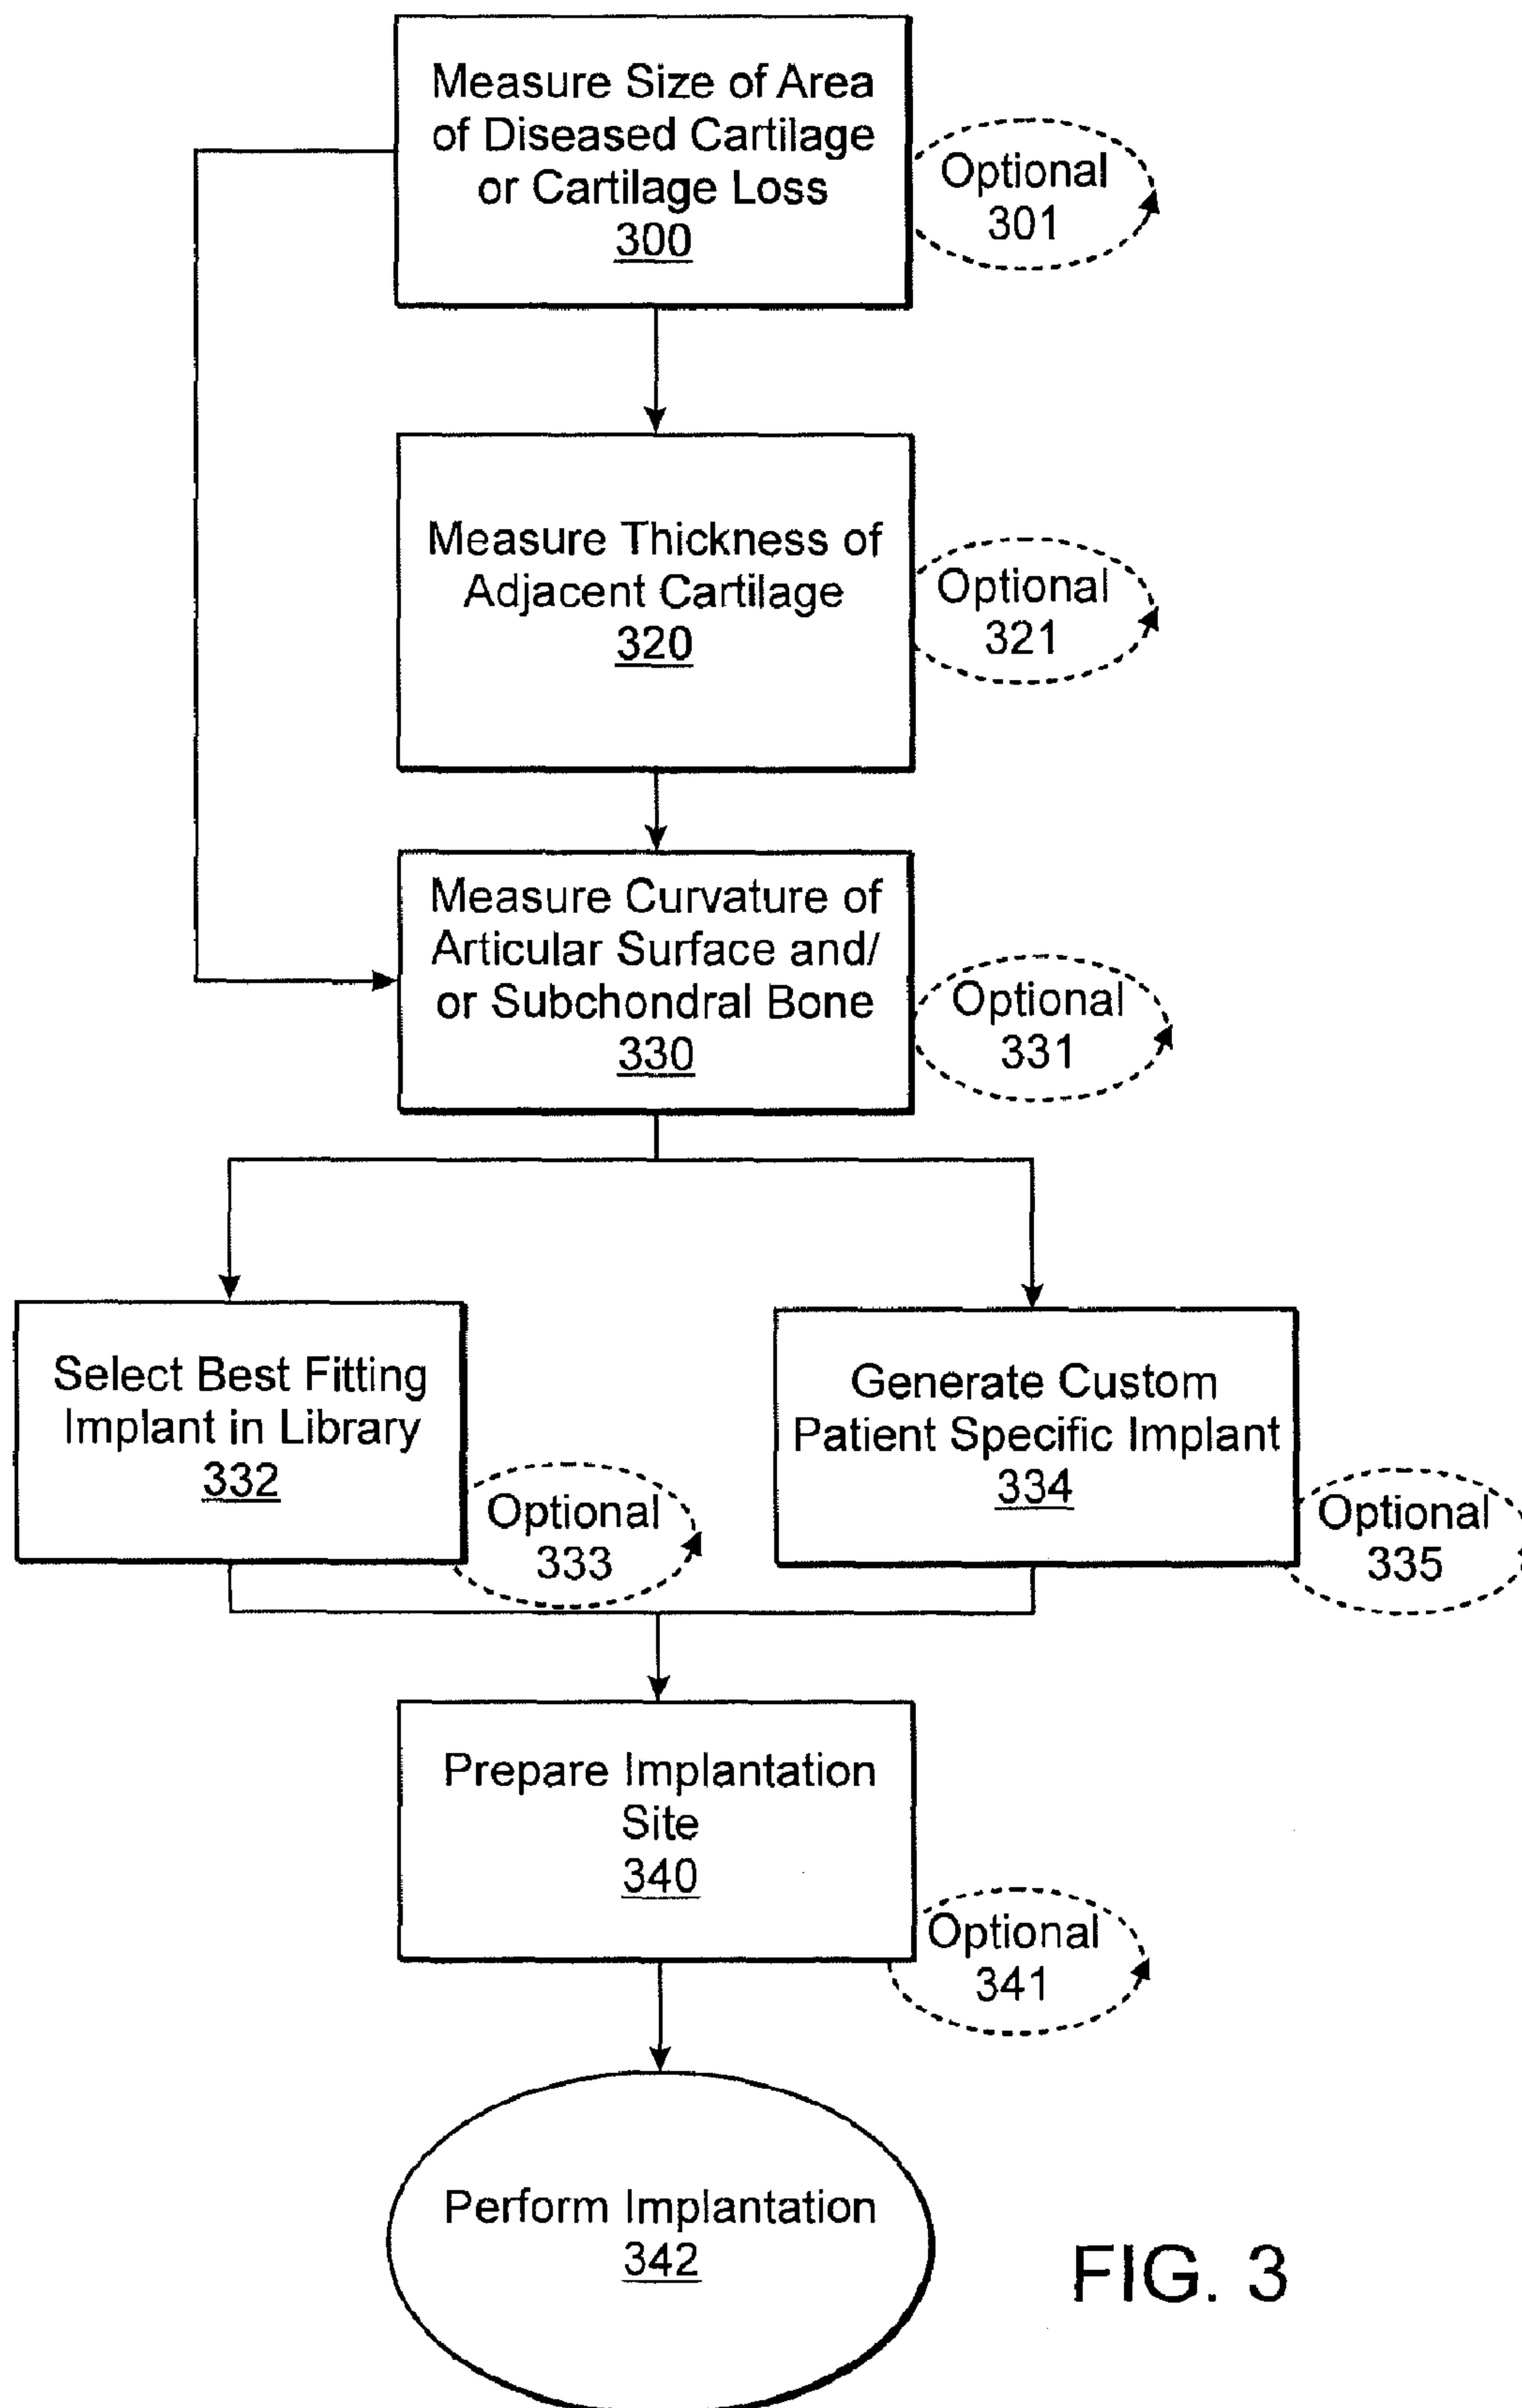 Measure Size of Area
of Diseased Cartilage
or Cartilage Loss
300
Optional
301
Measure Thickness of
Adjacent Cartilage
320
Optional
321
Measure Curvature of
Articular Surface and/
or Subchondral Bone
330
Optional
331
Select Best Fitting
Implant in Library
332
Optional
333
Generate Custom
Patient Specific Implant
334
Optional
335
Prepare Implantation
Site
340
Optional
341
Perform Implantation
342
FIG. 3